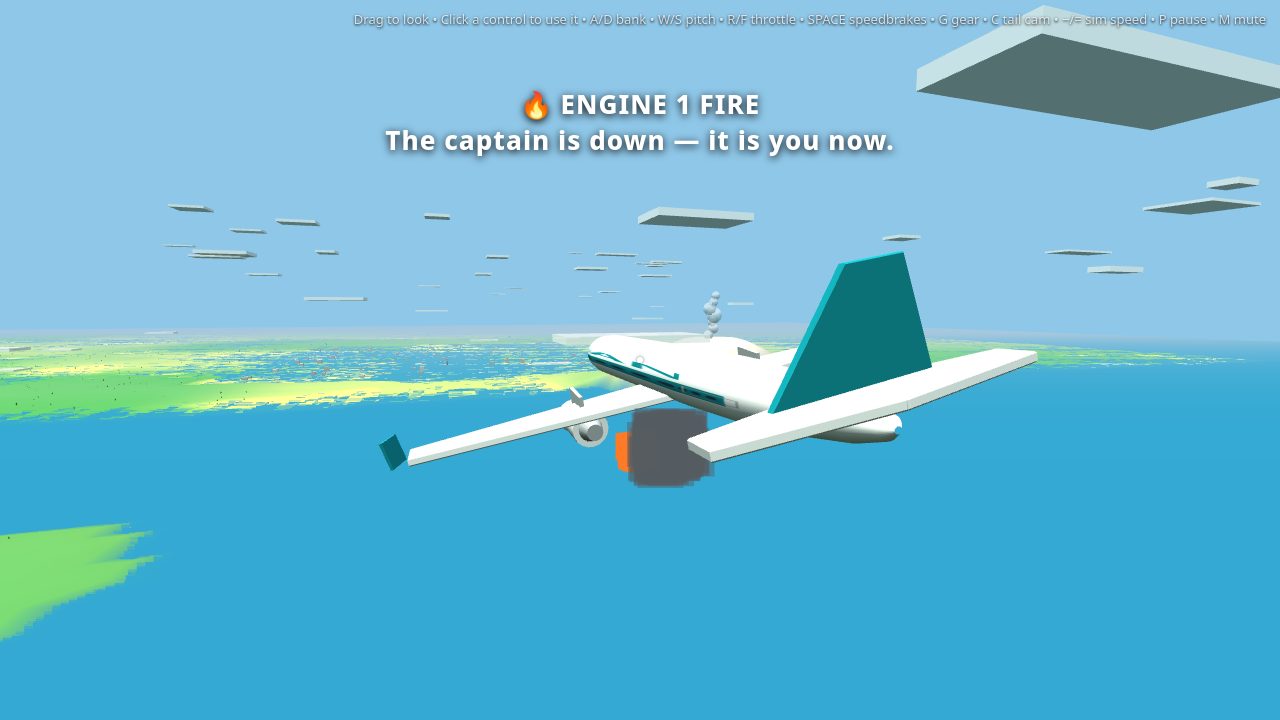 Drag to look • Click a control to use it • A/D bank • W/S pitch • R/F throttle • SPACE speedbrakes • G gear • C tail cam • −/= sim speed • P pause • M mute
🔥 ENGINE 1 FIRE
The captain is down — it is you now.